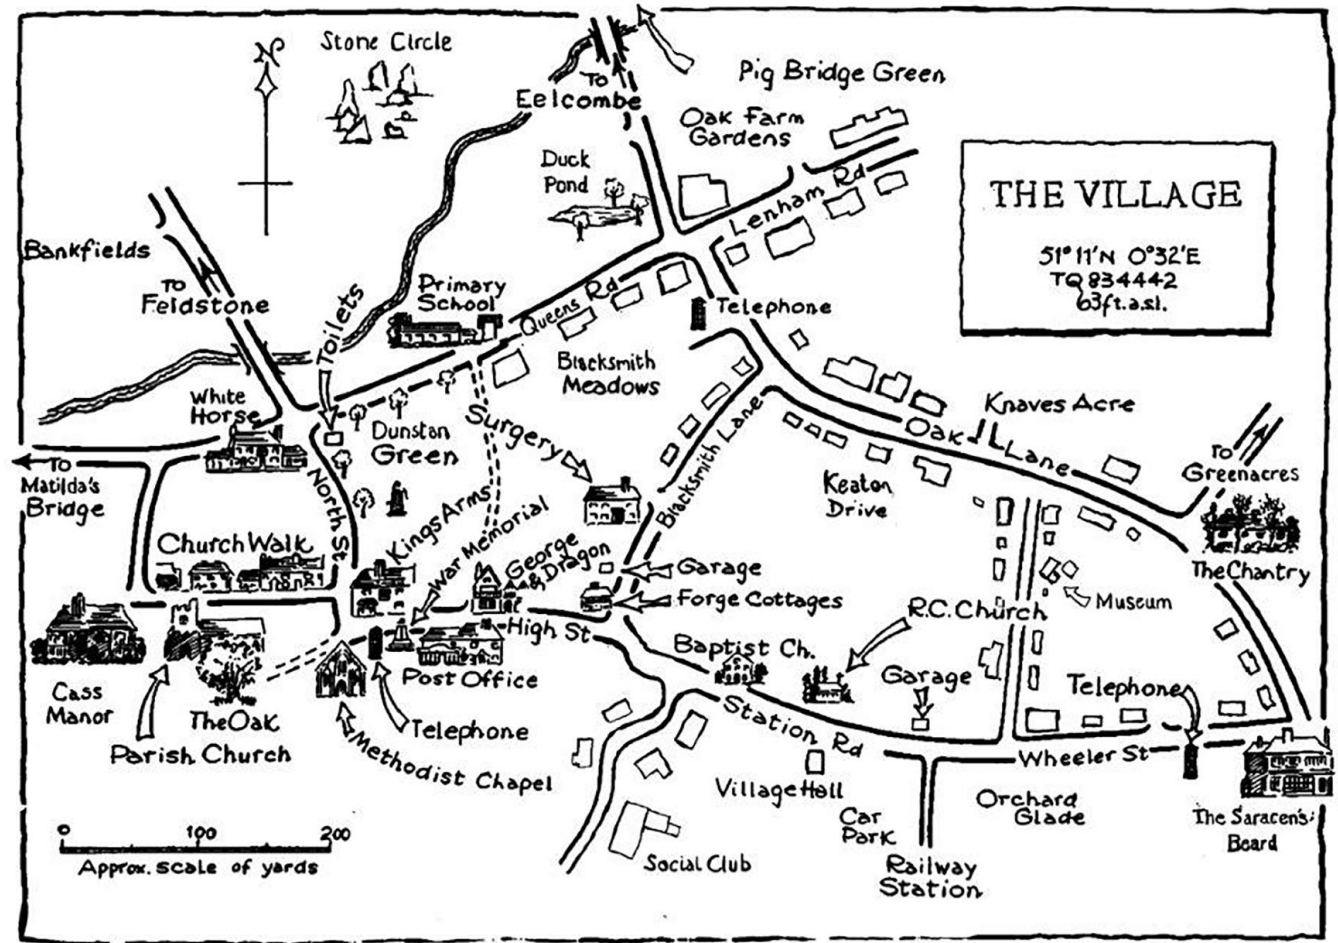 N
Stone Circle
To
Eelcombe
Pig Bridge Green
Oak Farm
Gardens
Duck
Pond
Lenham Rd
THE VILLAGE
51°11'N 0°32'E
TQ 834442
63ft.a.s.l.
Bankfields
To
Feldstone
Toilets
Primary
School
Queens Rd
Telephone
Blacksmith
Meadows
White
Horse
Dunstan
Green
Surgery
Blacksmith Lane
Knaves Acre
Oak Lane
To
Greenacres
To
Matilda's
Bridge
North St
Keaton
Drive
Church Walk
Kings Arms
War Memorial
George
& Dragon
Garage
Forge Cottages
The Chantry
Museum
R.C. Church
High St
Baptist Ch.
Garage
Telephone
Cass
Manor
The Oak
Post Office
Parish Church
Telephone
Methodist Chapel
Station Rd
Wheeler St
Village Hall
Car
Park
Orchard
Glade
The Saracen's
Beard
Social Club
Railway
Station
0 100 200
Approx. scale of yards